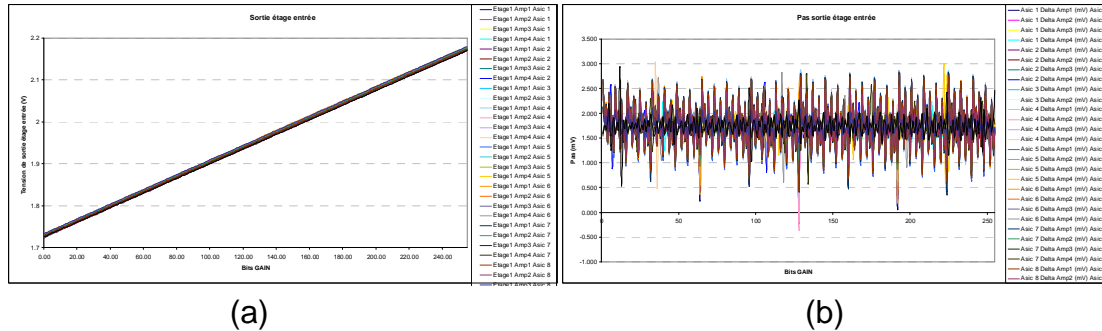 Sortie étage entrée
Tension de sortie étage entrée (V)
2.2
2.1
2
1.9
1.8
1.7
0.00
20.00
40.00
60.00
80.00
100.00
120.00
140.00
160.00
180.00
200.00
220.00
240.00
Bits GAIN
Etage1 Amp1 Asic 1
Etage1 Amp2 Asic 1
Etage1 Amp3 Asic 1
Etage1 Amp4 Asic 1
Etage1 Amp1 Asic 2
Etage1 Amp2 Asic 2
Etage1 Amp3 Asic 2
Etage1 Amp4 Asic 2
Etage1 Amp1 Asic 3
Etage1 Amp2 Asic 3
Etage1 Amp1 Asic 4
Etage1 Amp2 Asic 4
Etage1 Amp3 Asic 4
Etage1 Amp4 Asic 4
Etage1 Amp1 Asic 5
Etage1 Amp2 Asic 5
Etage1 Amp3 Asic 5
Etage1 Amp4 Asic 5
Etage1 Amp1 Asic 6
Etage1 Amp2 Asic 6
Etage1 Amp3 Asic 6
Etage1 Amp4 Asic 6
Etage1 Amp1 Asic 7
Etage1 Amp2 Asic 7
Etage1 Amp3 Asic 7
Etage1 Amp4 Asic 7
Etage1 Amp1 Asic 8
Etage1 Amp2 Asic 8
Etage1 Amp3 Asic 8
(a)
Pas sortie étage entrée
Pas (mV)
3.500
3.000
2.500
2.000
1.500
1.000
0.500
0.000
-0.500
-1.000
0
50
100
150
200
250
Bits GAIN
Asic 1 Delta Amp1 (mV) Asic
Asic 1 Delta Amp2 (mV) Asic
Asic 1 Delta Amp3 (mV) Asic
Asic 1 Delta Amp4 (mV) Asic
Asic 2 Delta Amp1 (mV) Asic
Asic 2 Delta Amp2 (mV) Asic
Asic 2 Delta Amp3 (mV) Asic
Asic 2 Delta Amp4 (mV) Asic
Asic 3 Delta Amp1 (mV) Asic
Asic 3 Delta Amp2 (mV) Asic
Asic 4 Delta Amp1 (mV) Asic
Asic 4 Delta Amp2 (mV) Asic
Asic 4 Delta Amp3 (mV) Asic
Asic 4 Delta Amp4 (mV) Asic
Asic 5 Delta Amp1 (mV) Asic
Asic 5 Delta Amp2 (mV) Asic
Asic 5 Delta Amp3 (mV) Asic
Asic 5 Delta Amp4 (mV) Asic
Asic 6 Delta Amp1 (mV) Asic
Asic 6 Delta Amp2 (mV) Asic
Asic 6 Delta Amp3 (mV) Asic
Asic 6 Delta Amp4 (mV) Asic
Asic 7 Delta Amp1 (mV) Asic
Asic 7 Delta Amp2 (mV) Asic
Asic 7 Delta Amp3 (mV) Asic
Asic 7 Delta Amp4 (mV) Asic
Asic 8 Delta Amp1 (mV) Asic
Asic 8 Delta Amp2 (mV) Asic
(b)